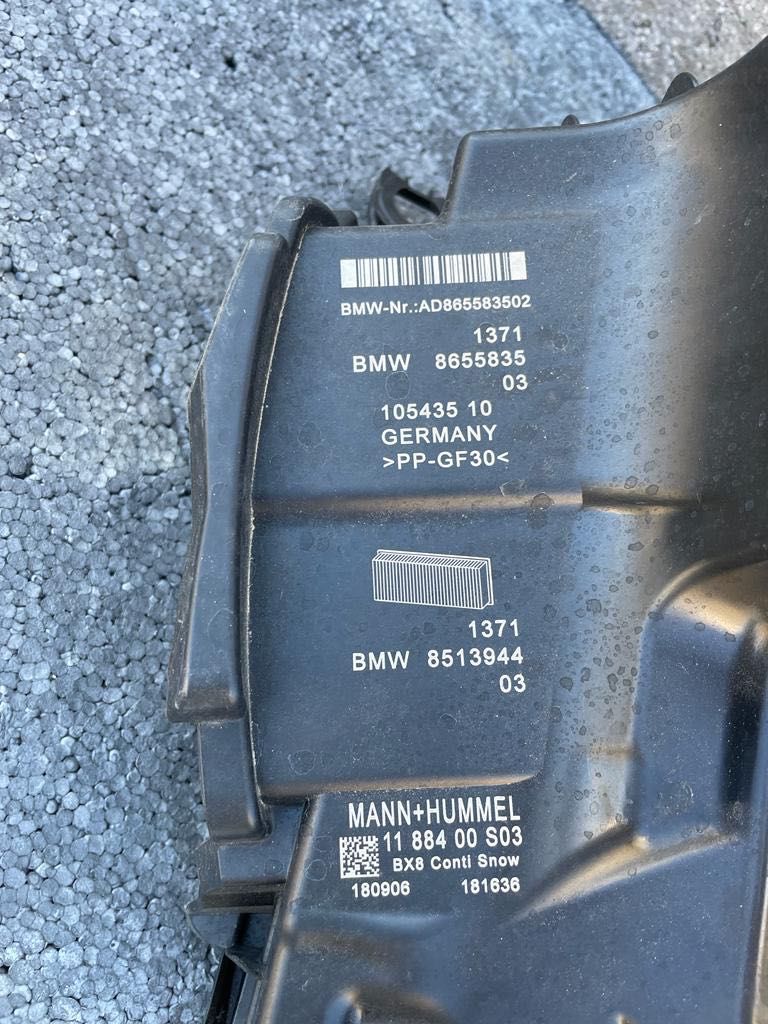 BMW-Nr.:AD865583502
1371
BMW 8655835
03
105435 10
GERMANY
>PP-GF30<
1371
BMW 8513944
03
MANN+HUMMEL
11 884 00 S03
BX8 Conti Snow
180906 181636